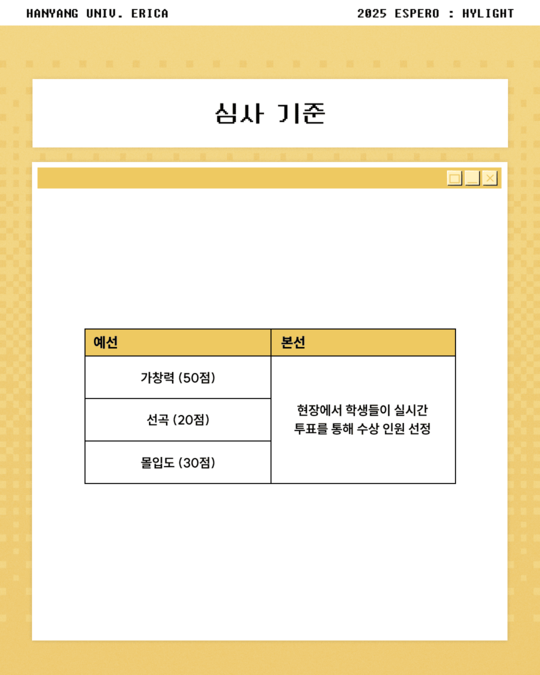 HANYANG UNIV. ERICA
2025 ESPERO : HYLIGHT
심사 기준
예선
본선
가창력 (50점)
선곡 (20점)
몰입도 (30점)
현장에서 학생들이 실시간
투표를 통해 수상 인원 선정